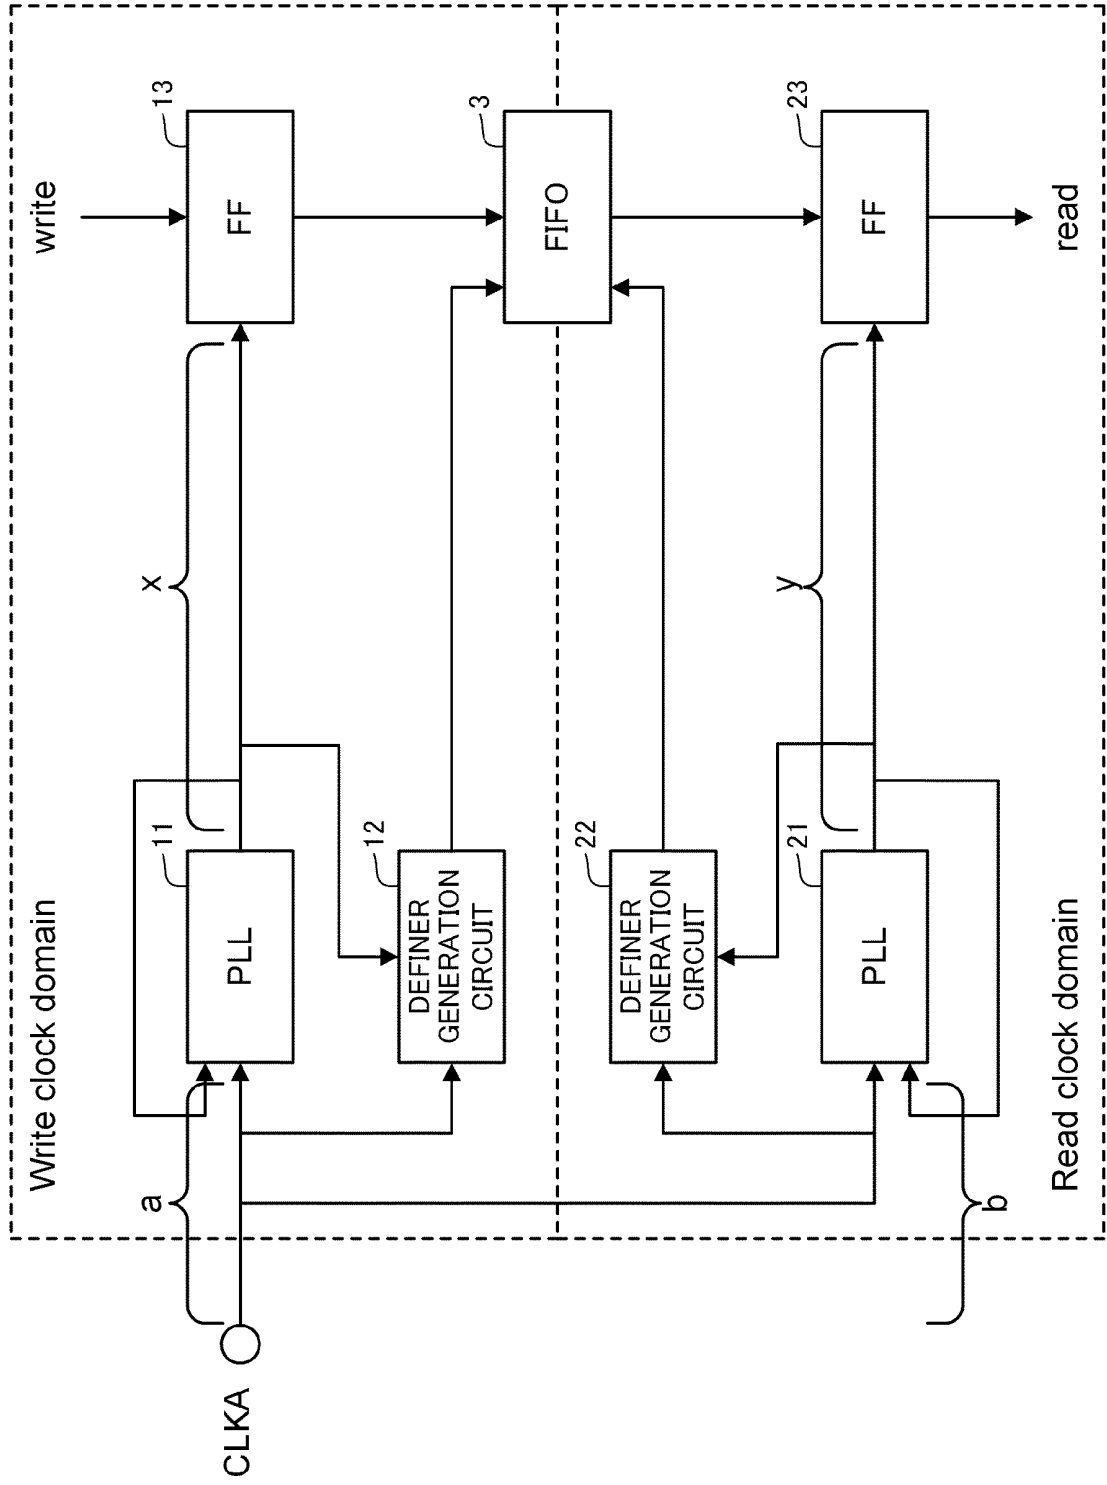 Write clock domain
write
a
x
11
PLL
13
FF
CLKA
12
DEFINER
GENERATION
CIRCUIT
3
FIFO
22
DEFINER
GENERATION
CIRCUIT
y
21
PLL
23
FF
b
Read clock domain
read